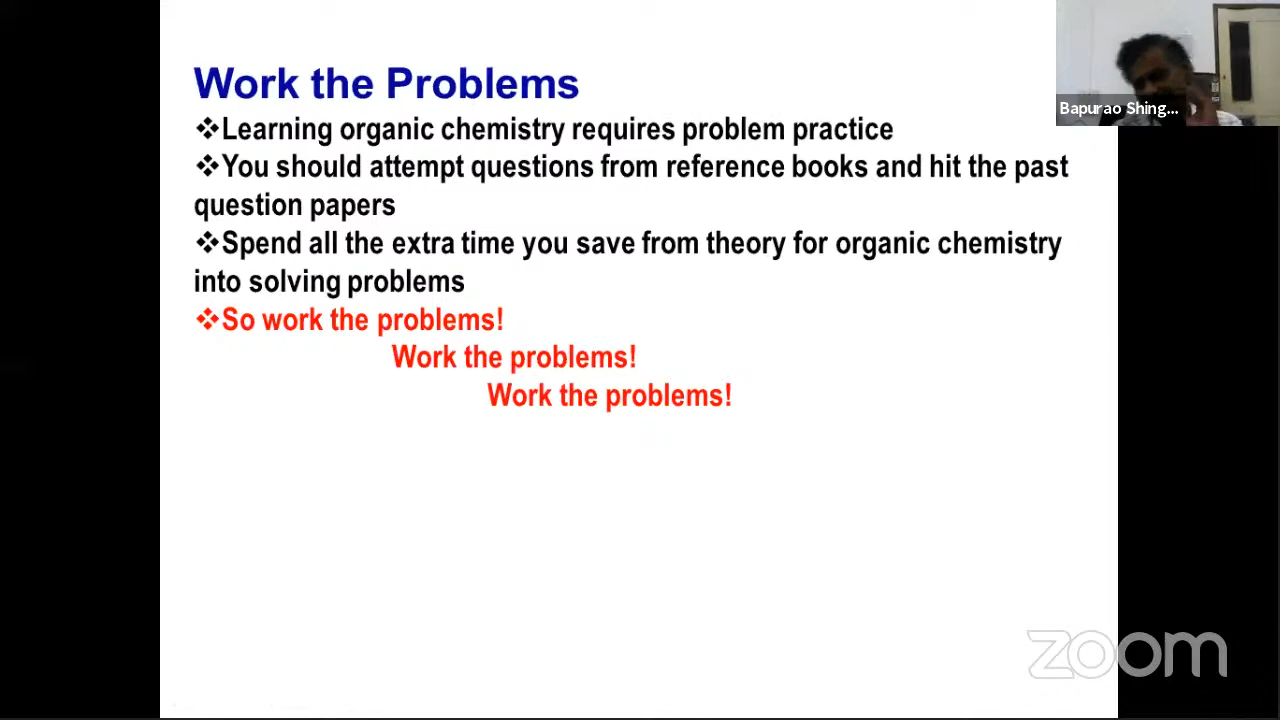 Work the Problems
Bapurao Shing...
❖Learning organic chemistry requires problem practice
❖You should attempt questions from reference books and hit the past
question papers
❖Spend all the extra time you save from theory for organic chemistry
into solving problems
❖So work the problems!
Work the problems!
Work the problems!
zoom